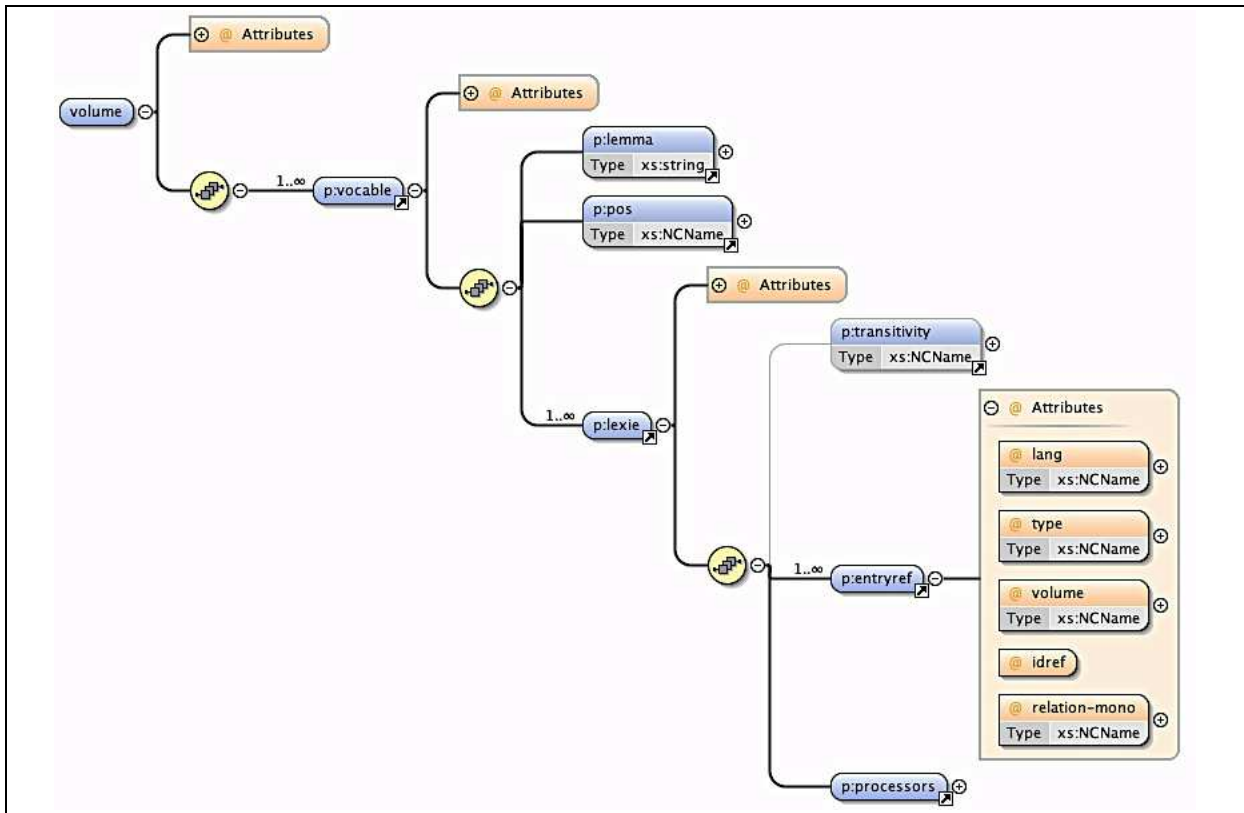 @ Attributes
volume
1..∞
p:vocable
@ Attributes
p:lemma
Type xs:string
p:pos
Type xs:NCName
1..∞
p:lexie
@ Attributes
p:transitivity
Type xs:NCName
1..∞
p:entryref
@ Attributes
@ lang
Type xs:NCName
@ type
Type xs:NCName
@ volume
Type xs:NCName
@ idref
@ relation-mono
Type xs:NCName
p:processors